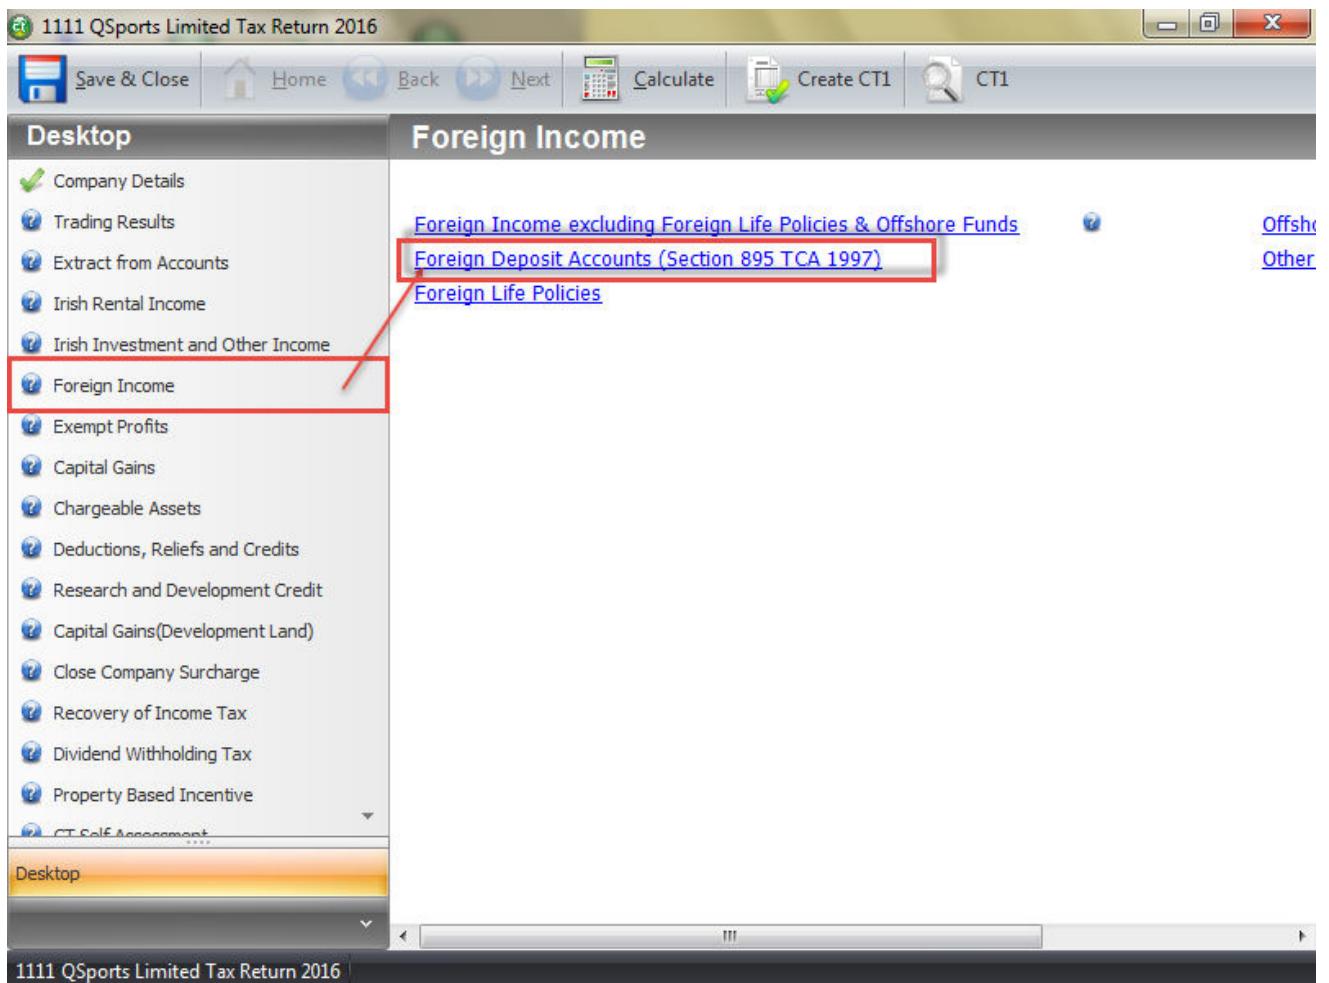 1111 QSports Limited Tax Return 2016
Save & Close Home Back Next Calculate Create CT1 CT1
Desktop
Foreign Income
Company Details
Trading Results
Extract from Accounts
Irish Rental Income
Irish Investment and Other Income
Foreign Income
Exempt Profits
Capital Gains
Chargeable Assets
Deductions, Reliefs and Credits
Research and Development Credit
Capital Gains(Development Land)
Close Company Surcharge
Recovery of Income Tax
Dividend Withholding Tax
Property Based Incentive
CT Self Assessment
Desktop
Foreign Income excluding Foreign Life Policies & Offshore Funds
Foreign Deposit Accounts (Section 895 TCA 1997)
Foreign Life Policies
Offsho
Other
1111 QSports Limited Tax Return 2016